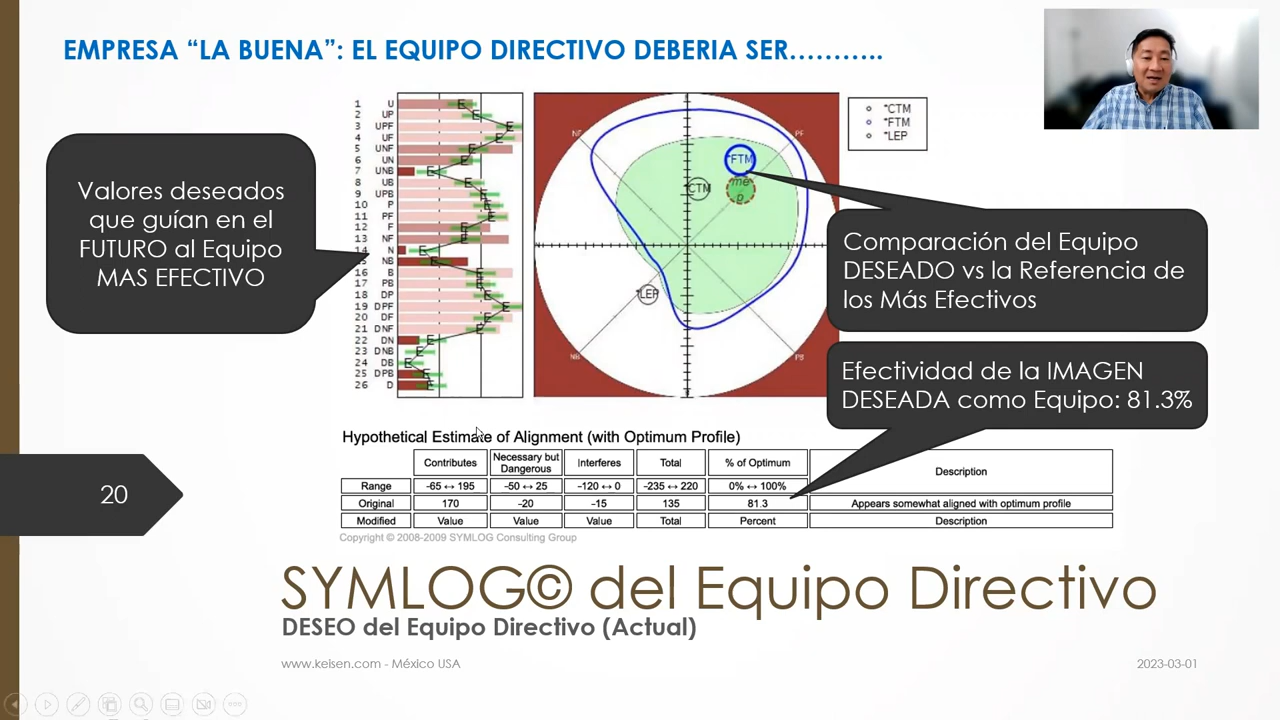 EMPRESA “LA BUENA”: EL EQUIPO DIRECTIVO DEBERIA SER………..
Valores deseados
que guían en el
FUTURO al Equipo
MAS EFECTIVO
1 U
2 UP
3 UPF
4 UF
5 UNF
6 UN
7 UNB
8 UB
9 UPB
10 P
11 PF
12 F
13 NF
14 N
NB
16 B
17 PB
18 DP
19 DPF
20 DF
21 DNF
22 DN
23 DNB
24 DB
25 DPB
26 D
NF
PF
NB
PB
*FTM
CTM
me
p
*LEP
*CTM
*FTM
*LEP
Comparación del Equipo
DESEADO vs la Referencia de
los Más Efectivos
Efectividad de la IMAGEN
DESEADA como Equipo: 81.3%
Hypothetical Estimate of Alignment (with Optimum Profile)
Contributes Necessary but Dangerous Interferes Total % of Optimum Description
Range -65 ↔ 195 -50 ↔ 25 -120 ↔ 0 -235 ↔ 220 0% ↔ 100%
Original 170 -20 -15 135 81.3 Appears somewhat aligned with optimum profile
Modified Value Value Value Total Percent Description
Copyright © 2008-2009 SYMLOG Consulting Group
20
SYMLOG© del Equipo Directivo
DESEO del Equipo Directivo (Actual)
www.kelsen.com - México USA
2023-03-01